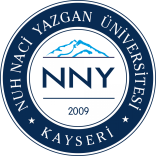 NUH NACİ YAZGAN ÜNİVERSİTESİ
NNY
2009
• KAYSERİ •